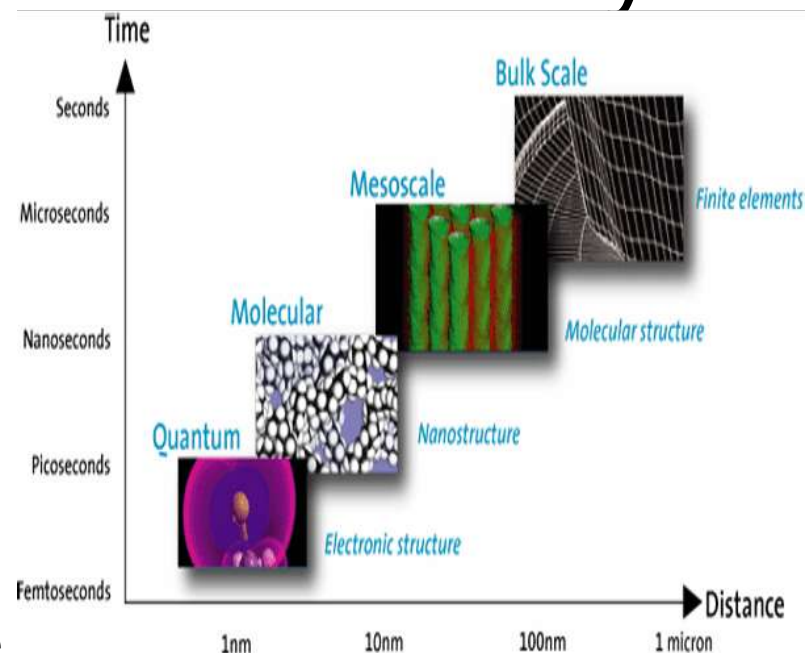 Time
Bulk Scale
Seconds
Finite elements
Mesoscale
Microseconds
Molecular structure
Molecular
Nanoseconds
Nanostructure
Quantum
Picoseconds
Electronic structure
Femtoseconds
Distance
1nm 10nm 100nm 1 micron